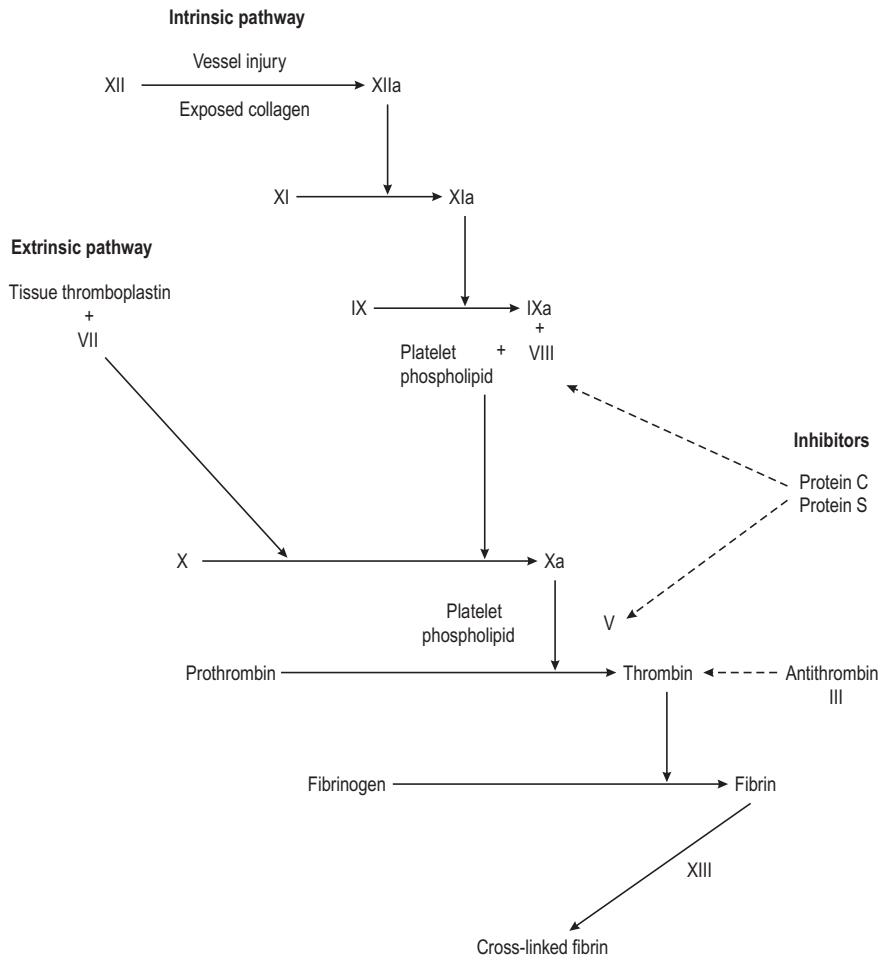 Intrinsic pathway
Vessel injury
XII
XIIa
Exposed collagen
XI
XIa
Extrinsic pathway
Tissue thromboplastin
+
VII
IX
IXa
+
Platelet
phospholipid
+
VIII
Inhibitors
Protein C
Protein S
X
Xa
Platelet
phospholipid
V
Prothrombin
Thrombin
Antithrombin
III
Fibrinogen
Fibrin
XIII
Cross-linked fibrin